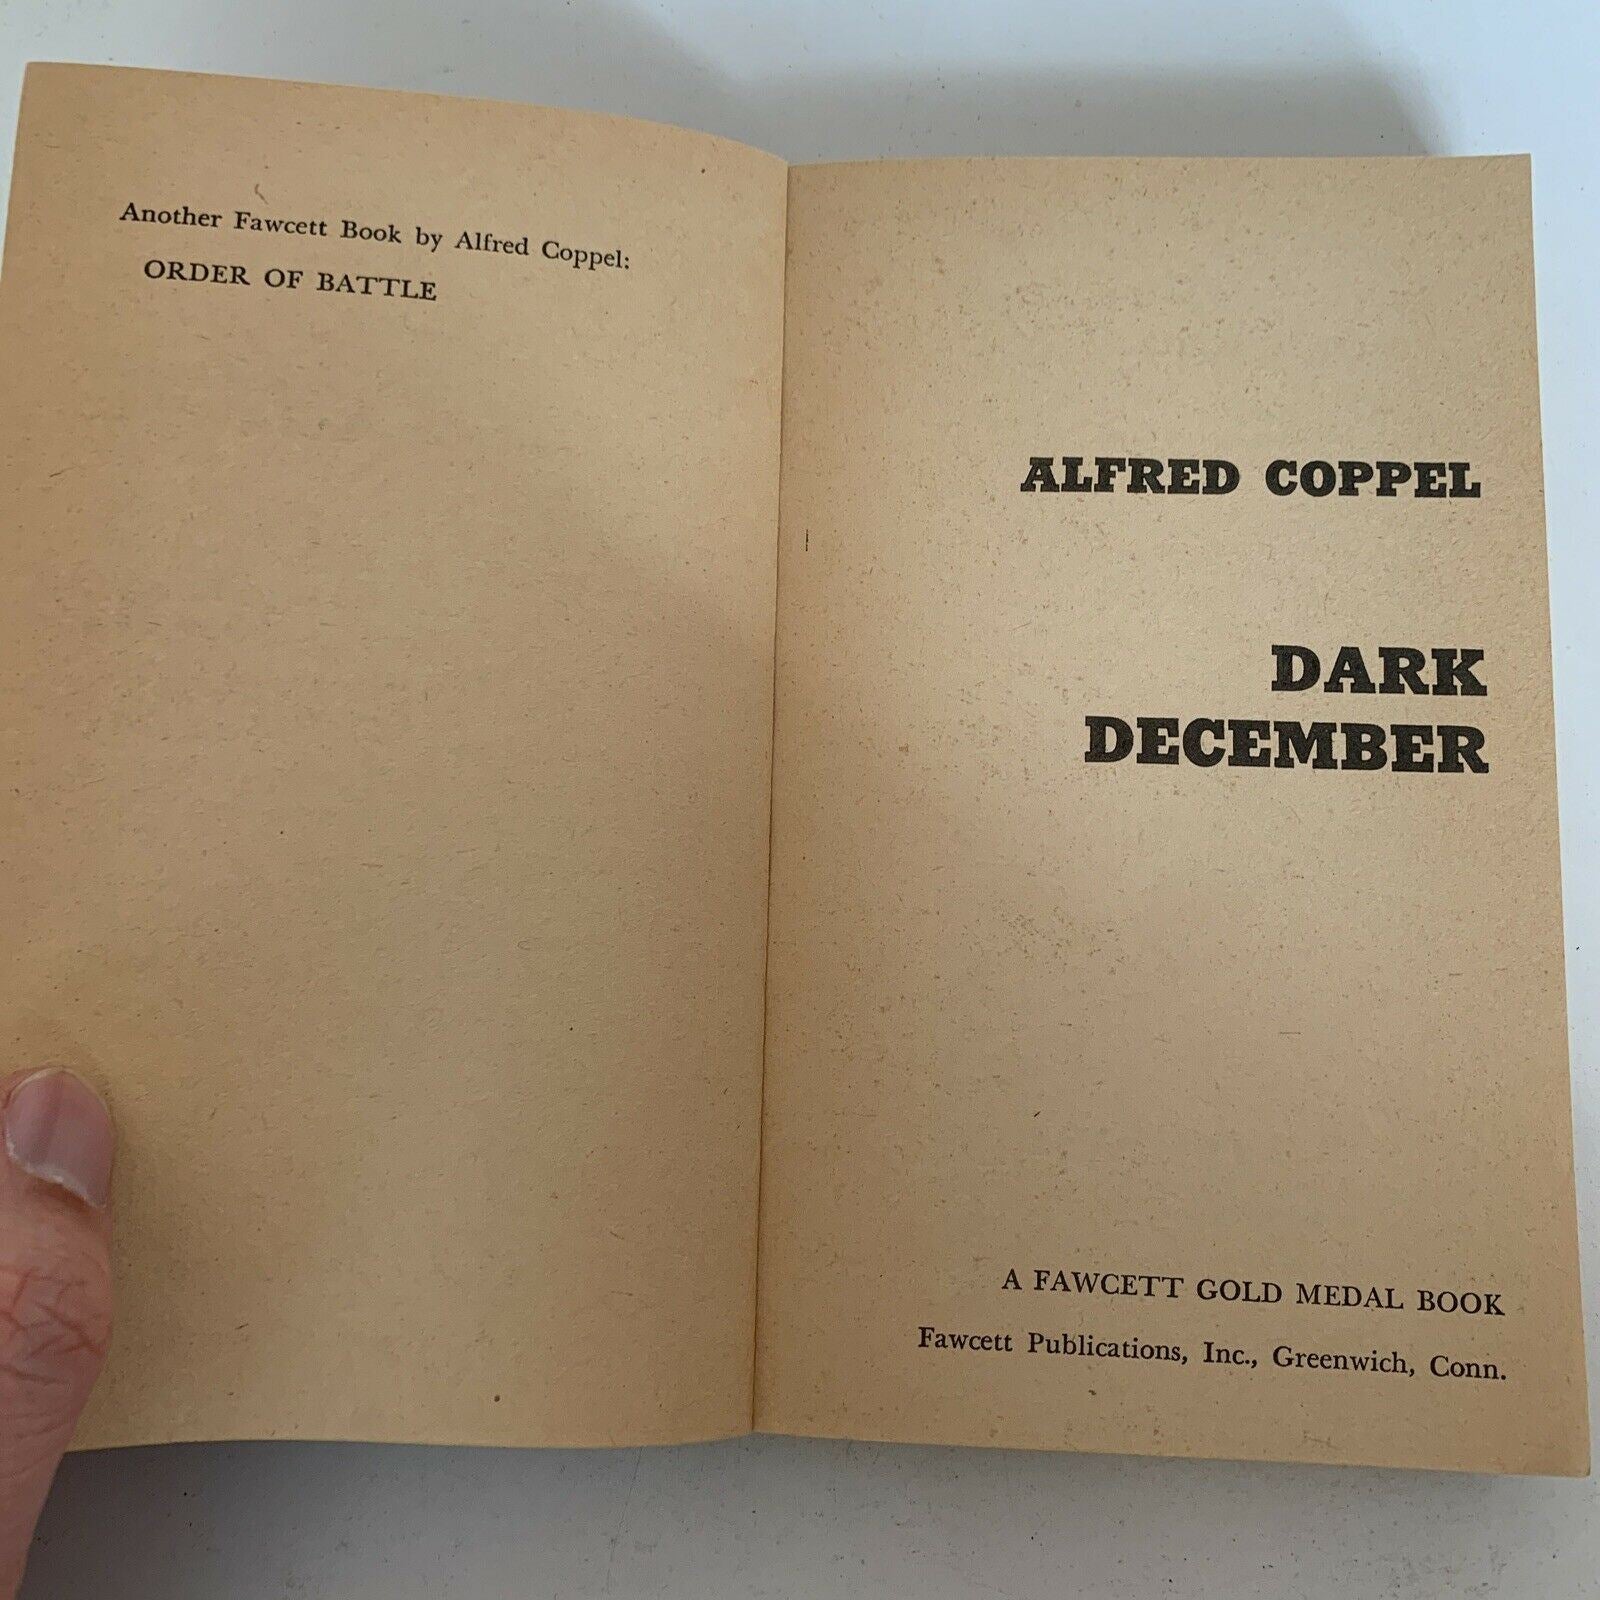 Another Fawcett Book by Alfred Coppel:
ORDER OF BATTLE
ALFRED COPPEL
DARK
DECEMBER
A FAWCETT GOLD MEDAL BOOK
Fawcett Publications, Inc., Greenwich, Conn.